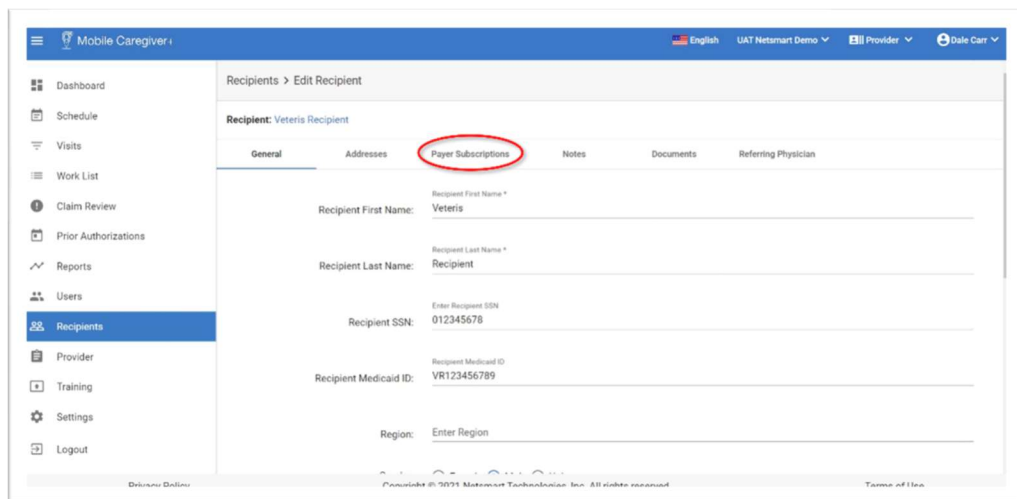 Mobile Caregiver
English
UAT Netsmart Demo
Provider
Dale Carr
Dashboard
Schedule
Visits
Work List
Claim Review
Prior Authorizations
Reports
Users
Recipients
Provider
Training
Settings
Logout
Recipients > Edit Recipient
Recipient: Veteris Recipient
General Addresses Payer Subscriptions Notes Documents Referring Physician
Recipient First Name *
Recipient First Name: Veteris
Recipient Last Name *
Recipient Last Name: Recipient
Enter Recipient SSN
Recipient SSN: 012345678
Recipient Medicaid ID
Recipient Medicaid ID: VR123456789
Region: Enter Region
Privacy Policy Copyright © 2021 Netsmart Technologies, Inc. All rights reserved. Terms of Use